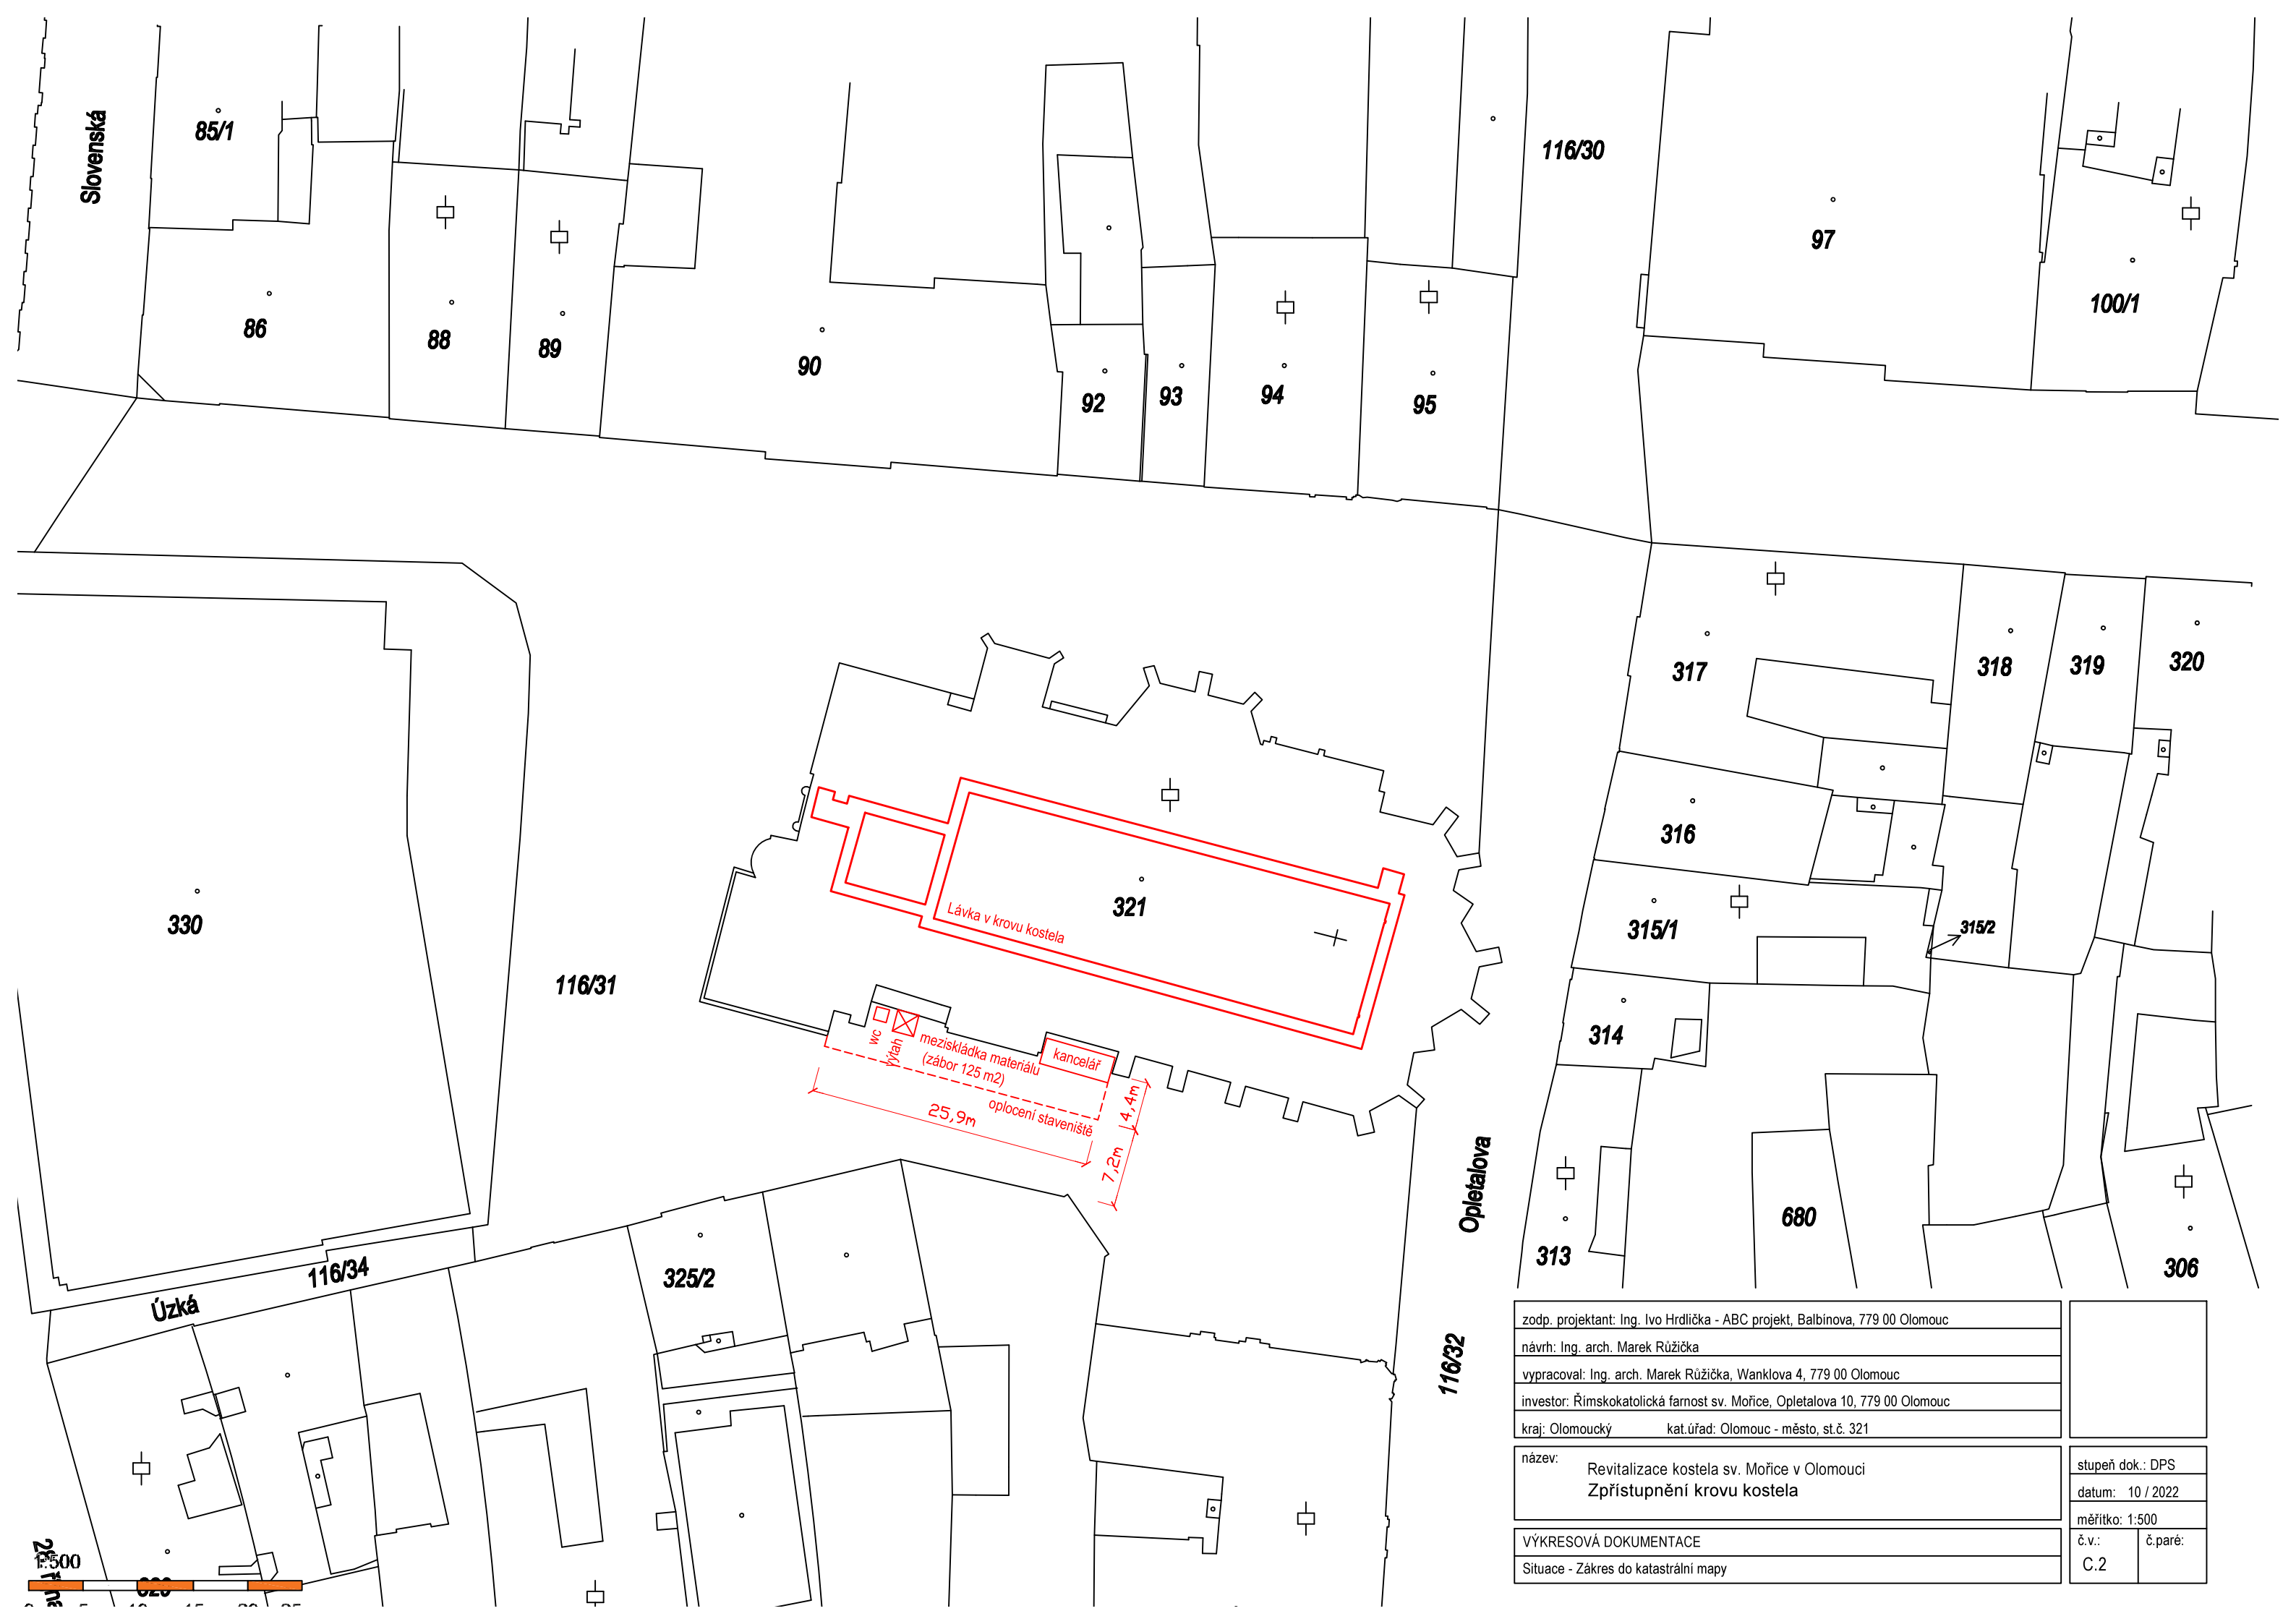 Slovenská
85/1
86
88
89
90
92
93
94
95
116/30
97
100/1
317
318
319
320
316
315/1
315/2
314
313
680
306
330
116/31
321
Lávka v krovu kostela
wc
výtah
meziskládka materiálu
(zábor 125 m2)
kancelář
oplocení staveniště
25,9m
4,4m
7,2m
Opletalova
116/32
116/34
Úzká
325/2
1:500
zodp. projektant: Ing. Ivo Hrdlička - ABC projekt, Balbínova, 779 00 Olomouc
návrh: Ing. arch. Marek Růžička
vypracoval: Ing. arch. Marek Růžička, Wanklova 4, 779 00 Olomouc
investor: Římskokatolická farnost sv. Mořice, Opletalova 10, 779 00 Olomouc
kraj: Olomoucký kat.úřad: Olomouc - město, st.č. 321
název:
Revitalizace kostela sv. Mořice v Olomouci
Zpřístupnění krovu kostela
VÝKRESOVÁ DOKUMENTACE
Situace - Zákres do katastrální mapy
stupeň dok.: DPS
datum: 10 / 2022
měřítko: 1:500
č.v.: č.paré:
C.2